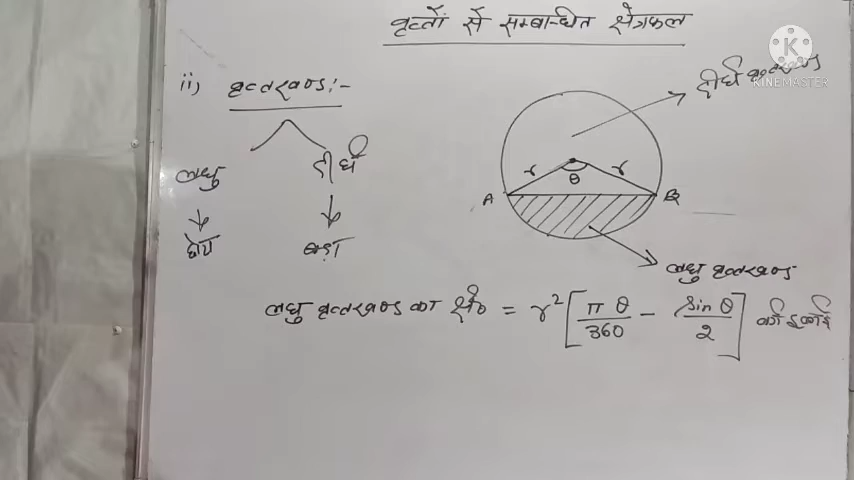 वृत्तों से सम्बन्धित क्षेत्रफल
K
KINEMASTER
ii) वृत्तखण्ड :-
दीर्घ वृत्तखण्ड
लघु दीर्घ
छोटा बड़ा
r r
θ
A B
लघु वृत्तखण्ड
लघु वृत्तखण्ड का क्षे० = r² [ πθ/360 - sinθ/2 ] वर्ग इकाई